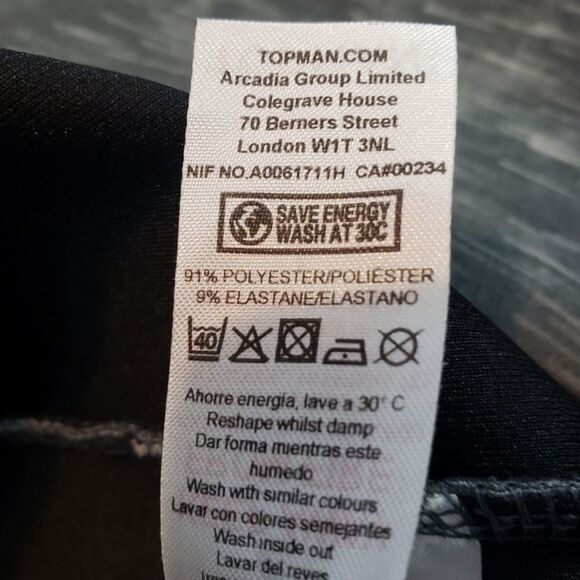 TOPMAN.COM
Arcadia Group Limited
Colegrave House
70 Berners Street
London W1T 3NL
NIF NO.A0061711H CA#00234
SAVE ENERGY
WASH AT 30C
91% POLYESTER/POLIÉSTER
9% ELASTANE/ELASTANO
40
Ahorre energia, lave a 30° C
Reshape whilst damp
Dar forma mientras este
humedo
Wash with similar colours
Lavar con colores semejantes
Wash inside out
Lavar del reves